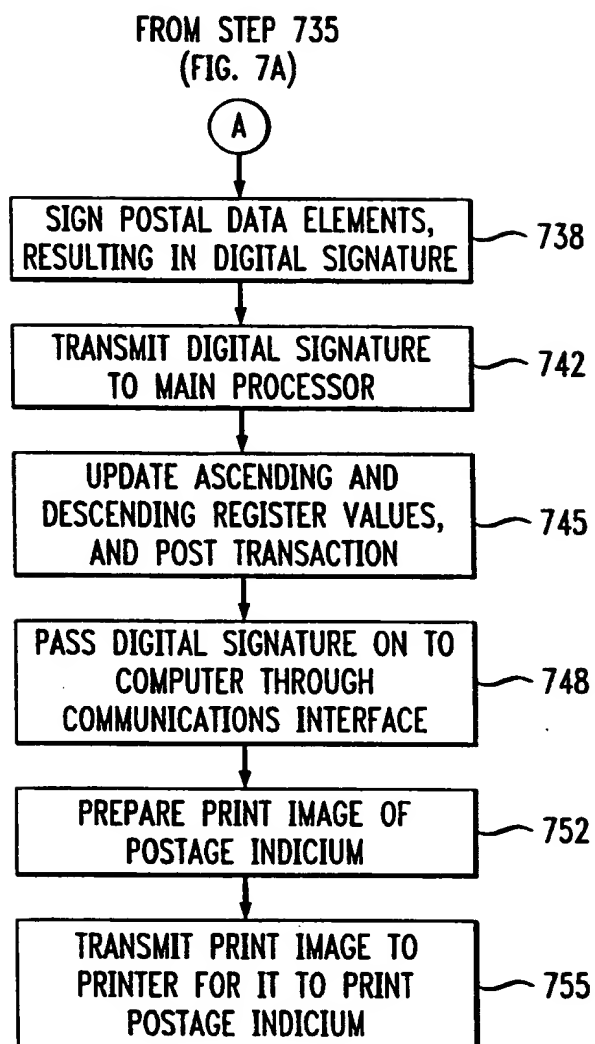 FROM STEP 735
(FIG. 7A)
A
SIGN POSTAL DATA ELEMENTS,
RESULTING IN DIGITAL SIGNATURE
738
TRANSMIT DIGITAL SIGNATURE
TO MAIN PROCESSOR
742
UPDATE ASCENDING AND
DESCENDING REGISTER VALUES,
AND POST TRANSACTION
745
PASS DIGITAL SIGNATURE ON TO
COMPUTER THROUGH
COMMUNICATIONS INTERFACE
748
PREPARE PRINT IMAGE OF
POSTAGE INDICIUM
752
TRANSMIT PRINT IMAGE TO
PRINTER FOR IT TO PRINT
POSTAGE INDICIUM
755